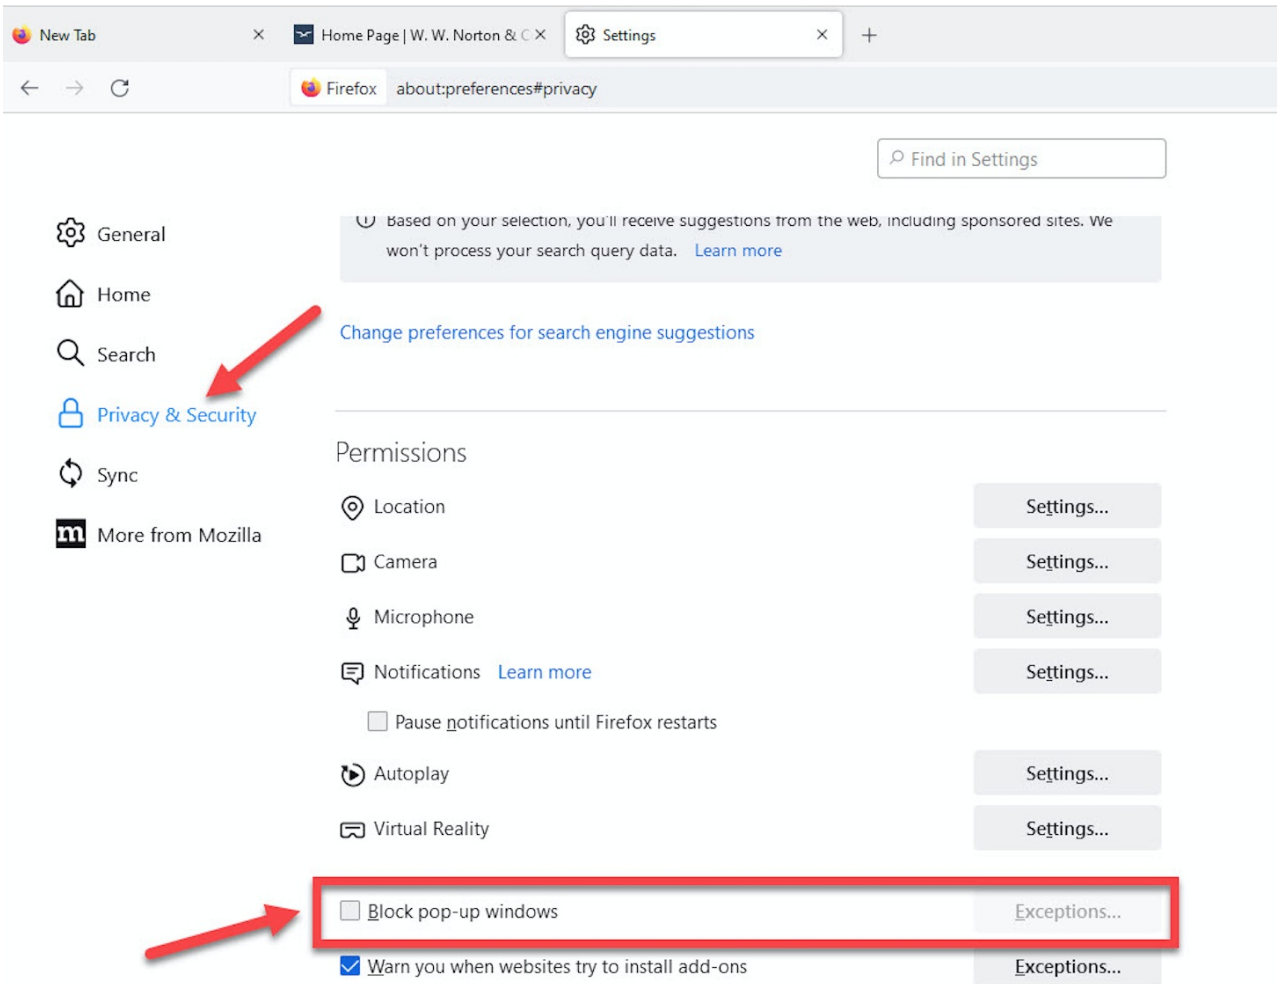 New Tab
Home Page | W. W. Norton & C
Settings
Firefox about:preferences#privacy
Find in Settings
General
Home
Search
Privacy & Security
Sync
m More from Mozilla
Based on your selection, you'll receive suggestions from the web, including sponsored sites. We
won't process your search query data. Learn more
Change preferences for search engine suggestions
Permissions
Location Settings...
Camera Settings...
Microphone Settings...
Notifications Learn more Settings...
Pause notifications until Firefox restarts
Autoplay Settings...
Virtual Reality Settings...
Block pop-up windows Exceptions...
Warn you when websites try to install add-ons Exceptions...